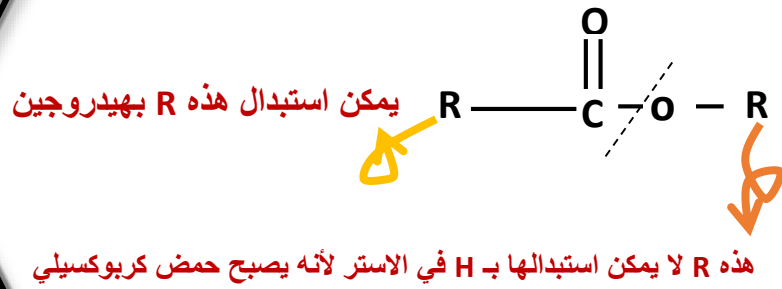 O
يمكن استبدال هذه R بهيدروجين R C O R
هذه R لا يمكن استبدالها بـ H في الاستر لأنه يصبح حمض كربوكسيلي